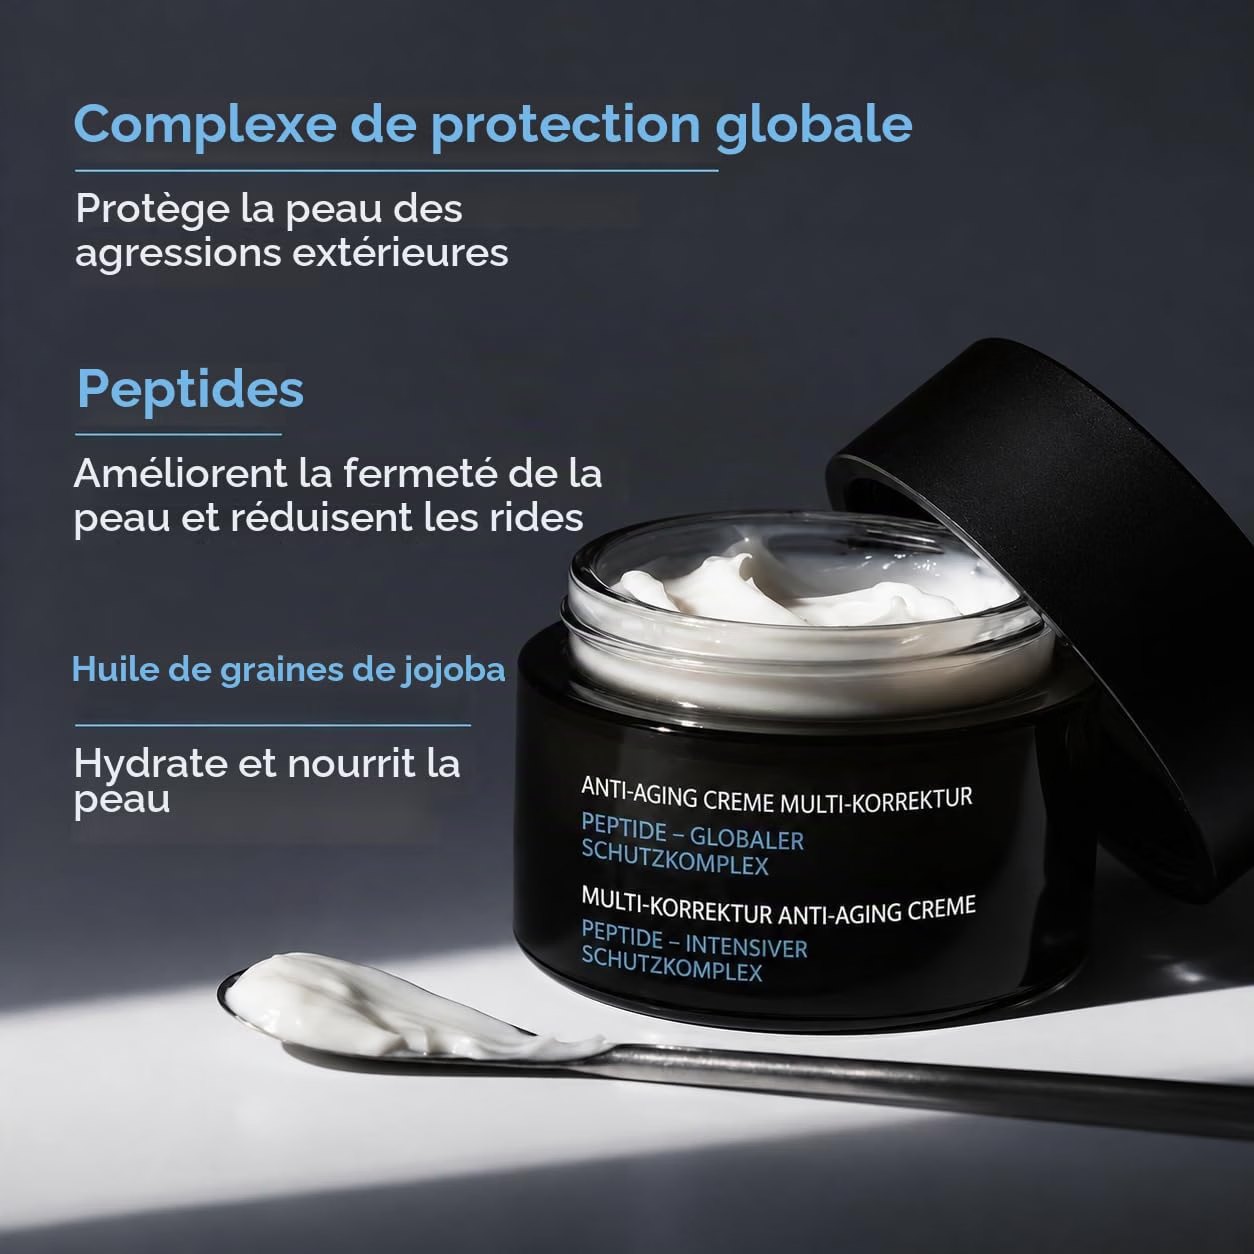 Complexe de protection globale
Protège la peau des
agressions extérieures
Peptides
Améliorent la fermeté de la
peau et réduisent les rides
Huile de graines de jojoba
Hydrate et nourrit la
peau
ANTI-AGING CREME MULTI-KORREKTUR
PEPTIDE – GLOBALER
SCHUTZKOMPLEX
MULTI-KORREKTUR ANTI-AGING CREME
PEPTIDE – INTENSIVER
SCHUTZKOMPLEX